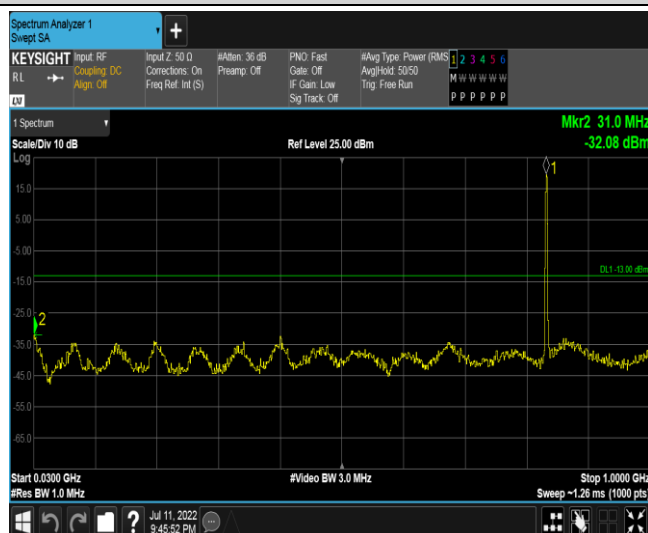 Spectrum Analyzer 1
Swept SA
+
KEYSIGHT
RL
LXI
Input: RF
Coupling: DC
Align: Off
Input Z: 50 Ω
Corrections: On
Freq Ref: Int (S)
#Atten: 36 dB
Preamp: Off
PNO: Fast
Gate: Off
IF Gain: Low
Sig Track: Off
#Avg Type: Power (RMS
Avg|Hold: 50/50
Trig: Free Run
1 2 3 4 5 6
M W W W W W
P P P P P P
1 Spectrum
Scale/Div 10 dB
Ref Level 25.00 dBm
Mkr2 31.0 MHz
-32.08 dBm
Log
15.0
5.00
-5.00
-15.0
-25.0
-35.0
-45.0
-55.0
-65.0
1
DL1 -13.00 dBm
2
Start 0.0300 GHz
#Video BW 3.0 MHz
Stop 1.0000 GHz
#Res BW 1.0 MHz
Sweep ~1.26 ms (1000 pts)
?
Jul 11, 2022
9:45:52 PM